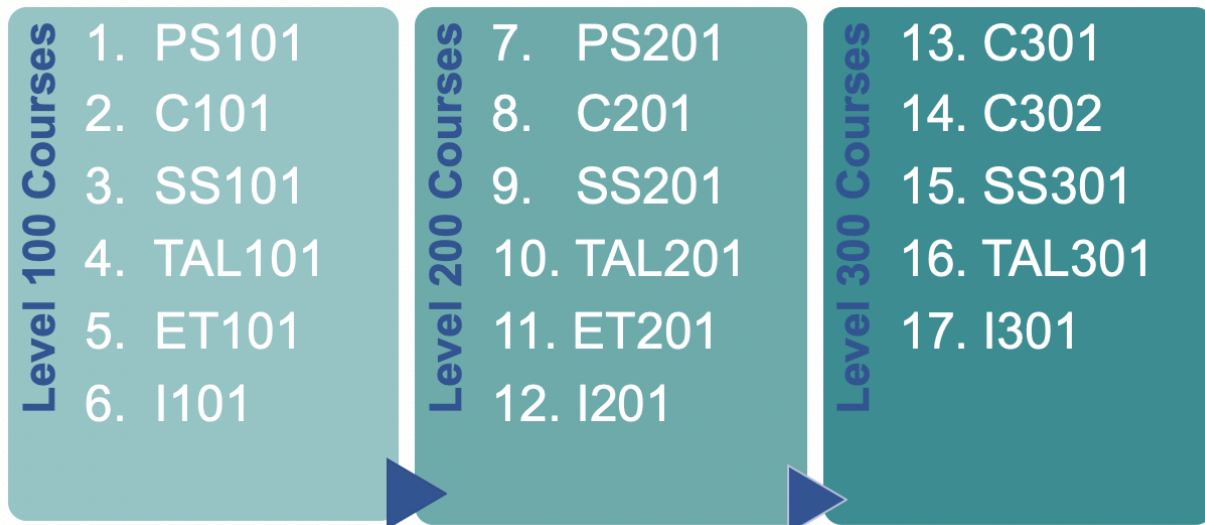 Level 100 Courses
1. PS101
2. C101
3. SS101
4. TAL101
5. ET101
6. I101
Level 200 Courses
7. PS201
8. C201
9. SS201
10. TAL201
11. ET201
12. I201
Level 300 Courses
13. C301
14. C302
15. SS301
16. TAL301
17. I301